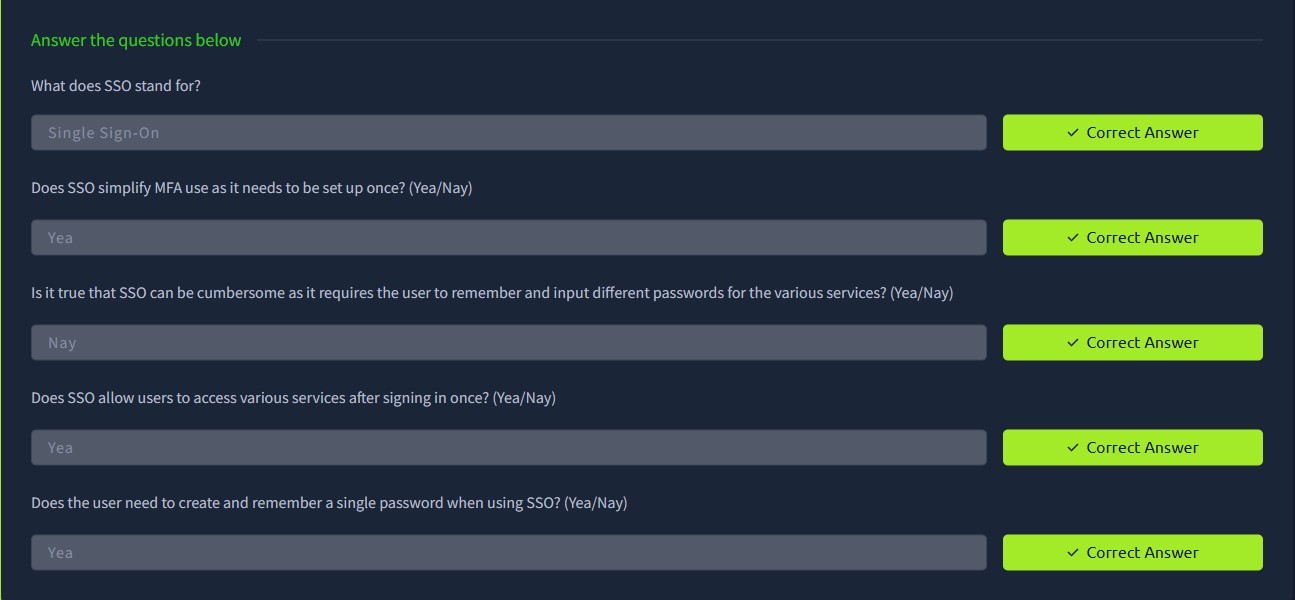 Answer the questions below
What does SSO stand for?
Single Sign-On
✓ Correct Answer
Does SSO simplify MFA use as it needs to be set up once? (Yea/Nay)
Yea
✓ Correct Answer
Is it true that SSO can be cumbersome as it requires the user to remember and input different passwords for the various services? (Yea/Nay)
Nay
✓ Correct Answer
Does SSO allow users to access various services after signing in once? (Yea/Nay)
Yea
✓ Correct Answer
Does the user need to create and remember a single password when using SSO? (Yea/Nay)
Yea
✓ Correct Answer